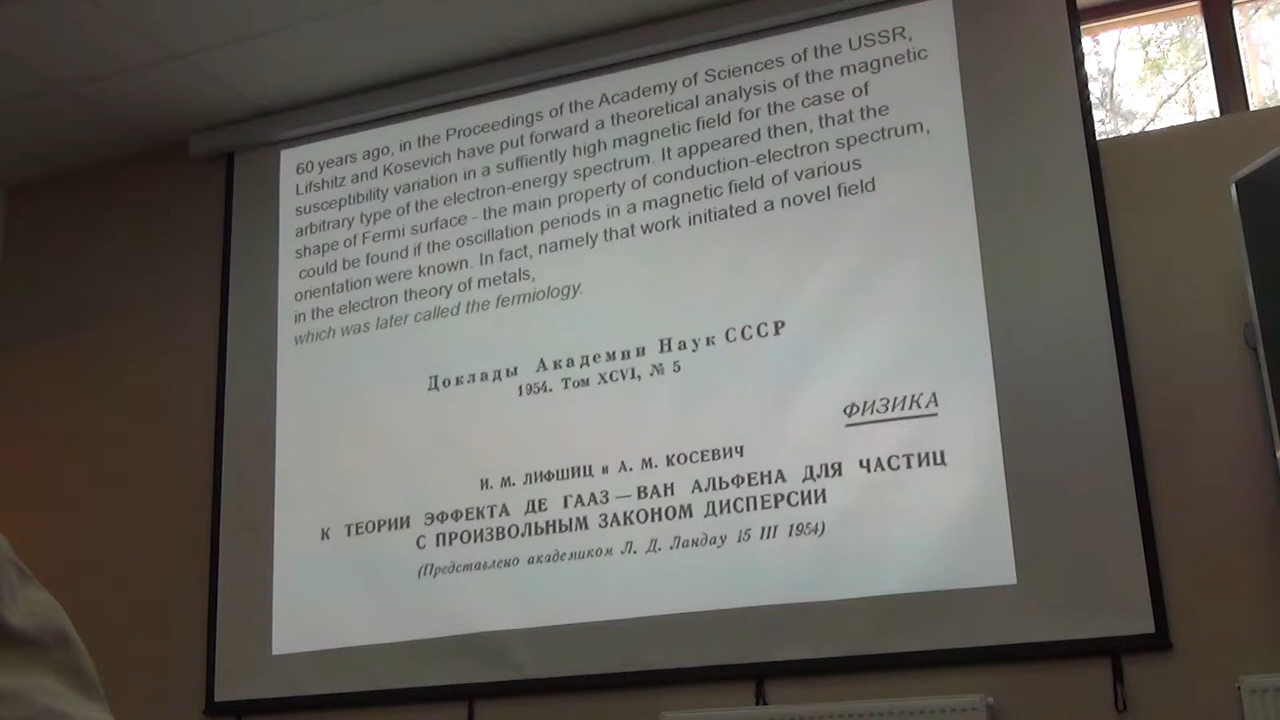 60 years ago, in the Proceedings of the Academy of Sciences of the USSR,
Lifshitz and Kosevich have put forward a theoretical analysis of the magnetic
susceptibility variation in a suffiently high magnetic field for the case of
arbitrary type of the electron-energy spectrum. It appeared then, that the
shape of Fermi surface - the main property of conduction-electron spectrum,
could be found if the oscillation periods in a magnetic field of various
orientation were known. In fact, namely that work initiated a novel field
in the electron theory of metals,
which was later called the fermiology.
Доклады Академии Наук СССР
1954. Том XCVI, № 5
ФИЗИКА
И. М. ЛИФШИЦ и А. М. КОСЕВИЧ
К ТЕОРИИ ЭФФЕКТА ДЕ ГААЗ — ВАН АЛЬФЕНА ДЛЯ ЧАСТИЦ
С ПРОИЗВОЛЬНЫМ ЗАКОНОМ ДИСПЕРСИИ
(Представлено академиком Л. Д. Ландау 15 III 1954)